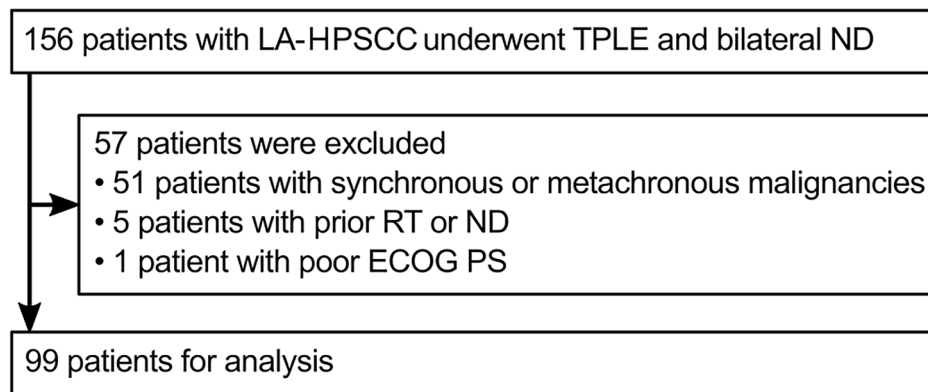 156 patients with LA-HPSCC underwent TPLE and bilateral ND
57 patients were excluded
• 51 patients with synchronous or metachronous malignancies
• 5 patients with prior RT or ND
• 1 patient with poor ECOG PS
99 patients for analysis